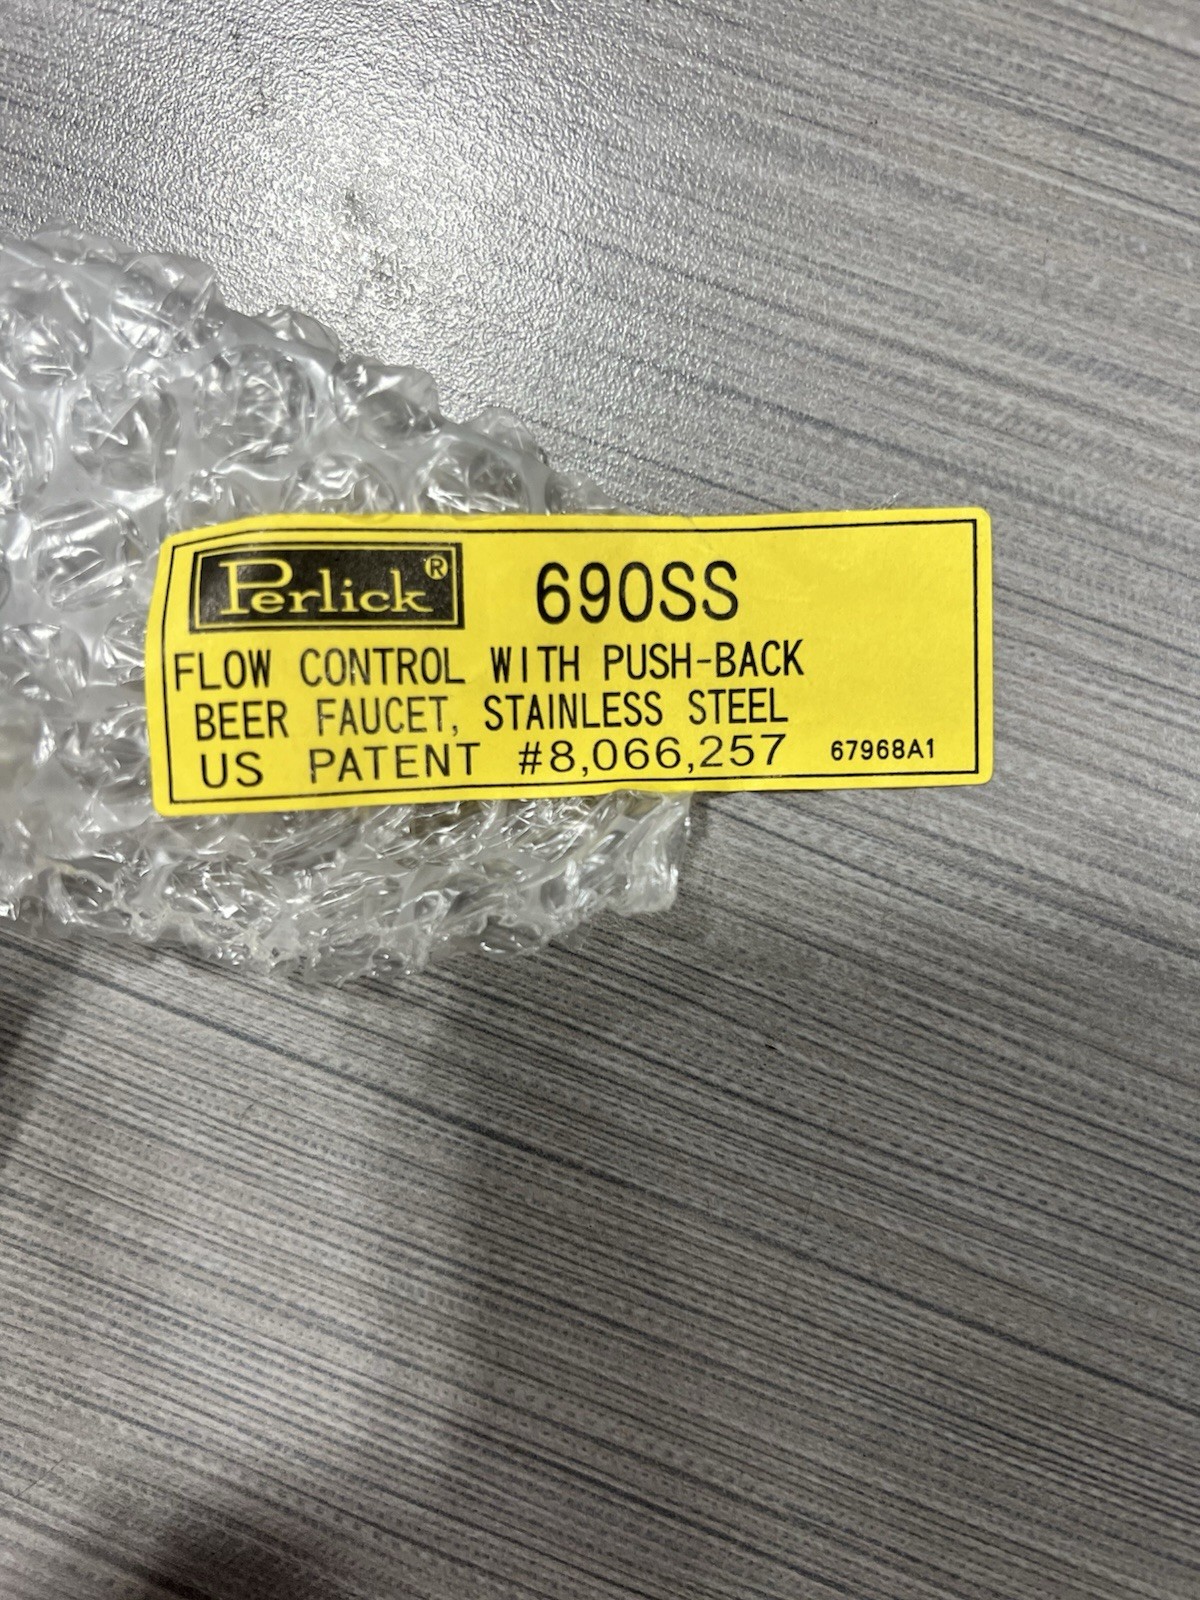 Perlick® 690SS
FLOW CONTROL WITH PUSH-BACK
BEER FAUCET, STAINLESS STEEL
US PATENT #8,066,257 67968A1